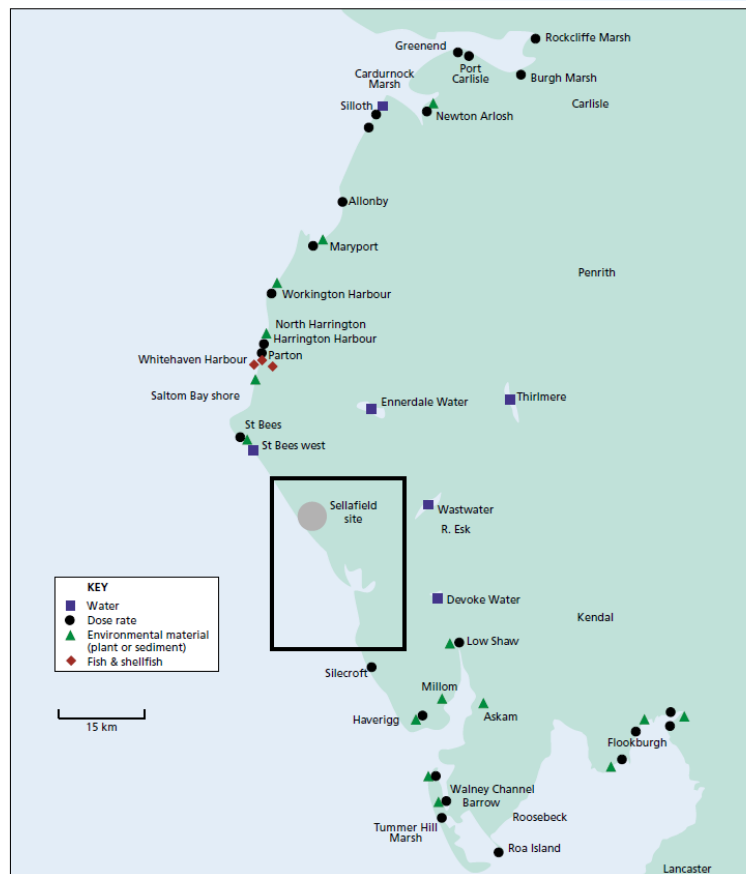 Rockcliffe Marsh
Greenend
Port
Carlisle
Burgh Marsh
Cardurnock
Marsh
Carlisle
Silloth
Newton Arlosh
Allonby
Maryport
Penrith
Workington Harbour
North Harrington
Harrington Harbour
Whitehaven Harbour
Parton
Saltom Bay shore
Ennerdale Water
Thirlmere
St Bees
St Bees west
Sellafield
site
Wastwater
R. Esk
KEY
Water
Dose rate
Environmental material
(plant or sediment)
Fish & shellfish
Devoke Water
Kendal
Low Shaw
Silecroft
Millom
Haverigg
Askam
15 km
Flookburgh
Walney Channel
Barrow
Roosebeck
Tummer Hill
Marsh
Roa Island
Lancaster